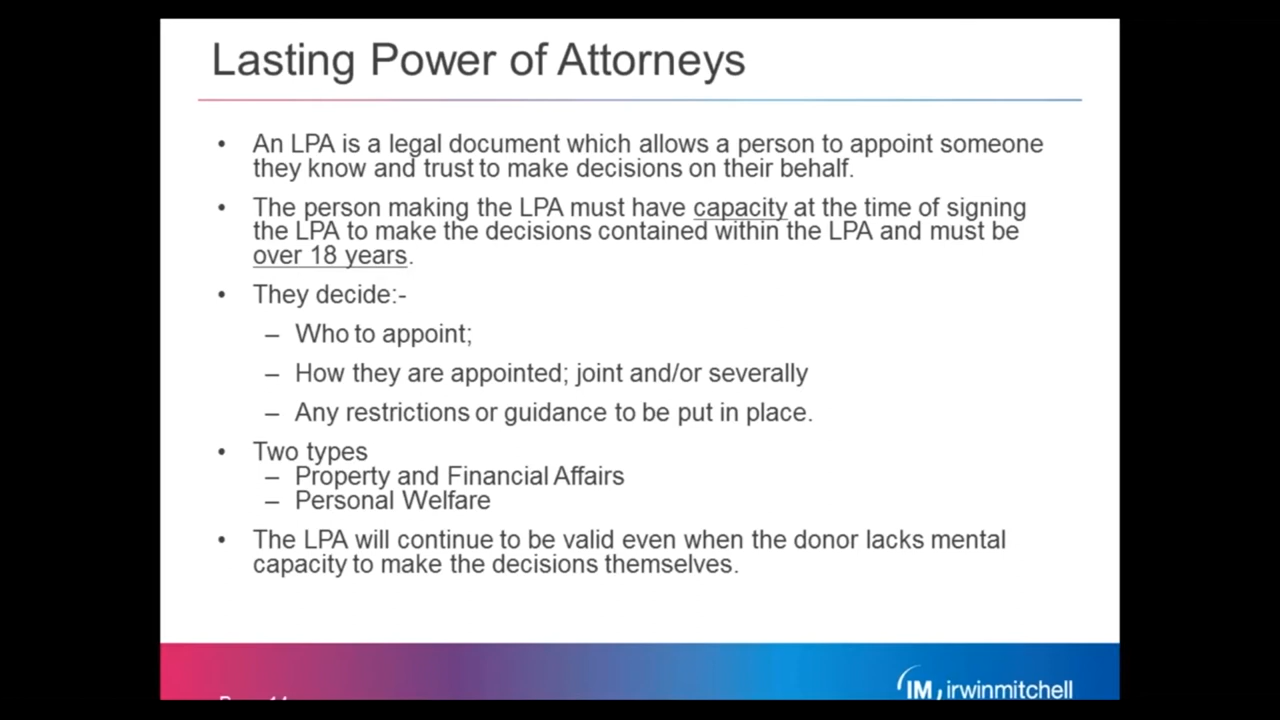 Lasting Power of Attorneys
• An LPA is a legal document which allows a person to appoint someone
they know and trust to make decisions on their behalf.
• The person making the LPA must have capacity at the time of signing
the LPA to make the decisions contained within the LPA and must be
over 18 years.
• They decide:-
– Who to appoint;
– How they are appointed; joint and/or severally
– Any restrictions or guidance to be put in place.
• Two types
– Property and Financial Affairs
– Personal Welfare
• The LPA will continue to be valid even when the donor lacks mental
capacity to make the decisions themselves.
IM irwinmitchell